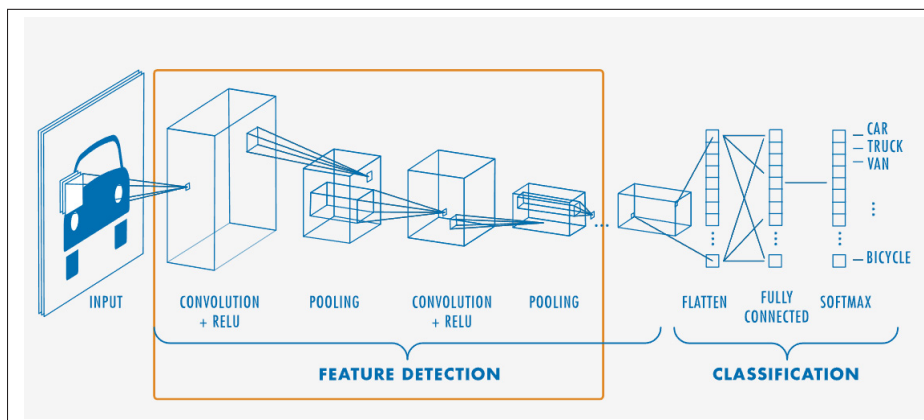 CAR
TRUCK
VAN
BICYCLE
INPUT
CONVOLUTION
+ RELU
POOLING
CONVOLUTION
+ RELU
POOLING
FLATTEN
FULLY
CONNECTED
SOFTMAX
FEATURE DETECTION
CLASSIFICATION